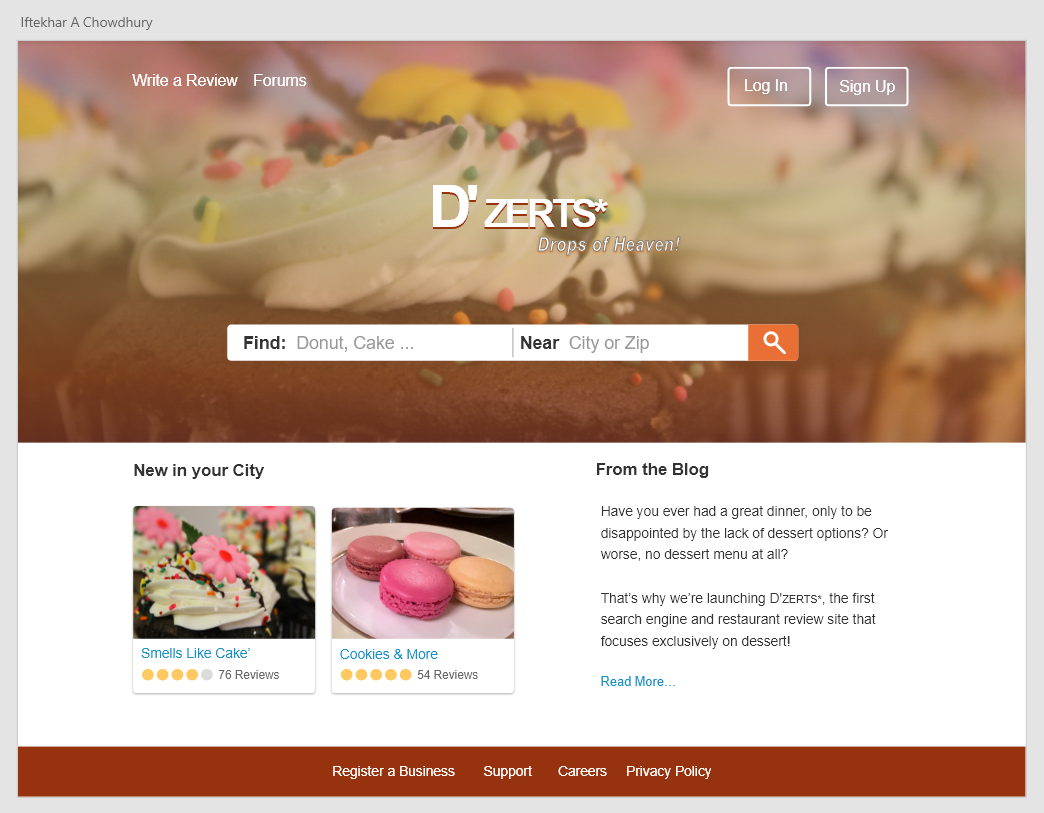 Iftekhar A Chowdhury
Write a Review
Forums
Log In
Sign Up
D'ZERTS*
Drops of Heaven!
Find:
Donut, Cake ...
Near
City or Zip
New in your City
Smells Like Cake'
76 Reviews
Cookies & More
54 Reviews
From the Blog
Have you ever had a great dinner, only to be
disappointed by the lack of dessert options? Or
worse, no dessert menu at all?
That's why we're launching D'ZERTS*, the first
search engine and restaurant review site that
focuses exclusively on dessert!
Read More…
Register a Business
Support
Careers
Privacy Policy